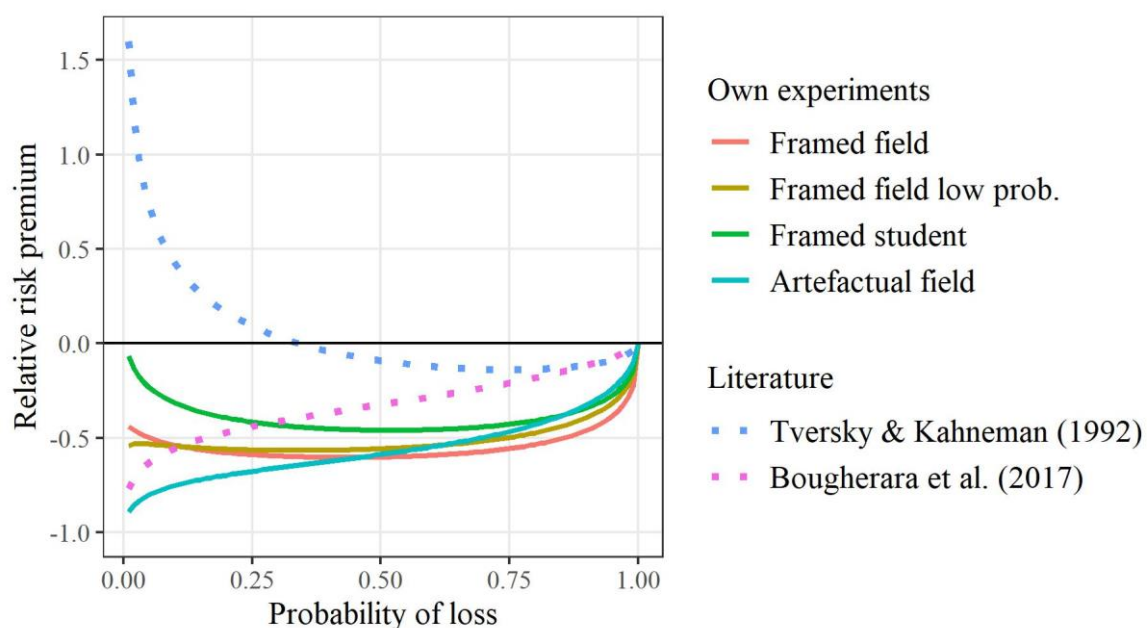 Relative risk premium
1.5
1.0
0.5
0.0
-0.5
-1.0
0.00
0.25
0.50
0.75
1.00
Probability of loss
Own experiments
Framed field
Framed field low prob.
Framed student
Artefactual field
Literature
Tversky & Kahneman (1992)
Bougherara et al. (2017)